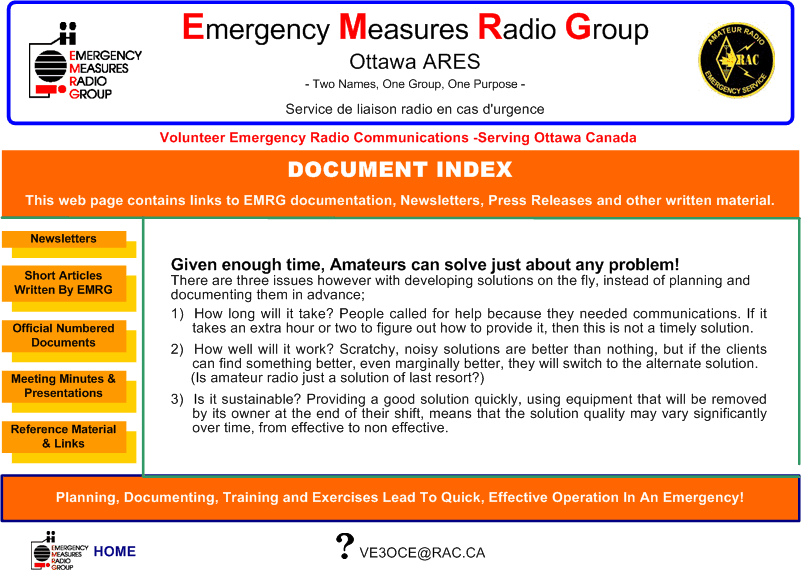 EMERGENCY
MEASURES
RADIO
GROUP
E
M
R
G
Emergency Measures Radio Group
Ottawa ARES
- Two Names, One Group, One Purpose -
Service de liaison radio en cas d'urgence
AMATEUR RADIO
RAC
EMERGENCY SERVICE
Volunteer Emergency Radio Communications -Serving Ottawa Canada
DOCUMENT INDEX
This web page contains links to EMRG documentation, Newsletters, Press Releases and other written material.
Newsletters
Short Articles
Written By EMRG
Official Numbered
Documents
Meeting Minutes &
Presentations
Reference Material
& Links
Given enough time, Amateurs can solve just about any problem!
There are three issues however with developing solutions on the fly, instead of planning and
documenting them in advance;
1) How long will it take? People called for help because they needed communications. If it
takes an extra hour or two to figure out how to provide it, then this is not a timely solution.
2) How well will it work? Scratchy, noisy solutions are better than nothing, but if the clients
can find something better, even marginally better, they will switch to the alternate solution.
(Is amateur radio just a solution of last resort?)
3) Is it sustainable? Providing a good solution quickly, using equipment that will be removed
by its owner at the end of their shift, means that the solution quality may vary significantly
over time, from effective to non effective.
Planning, Documenting, Training and Exercises Lead To Quick, Effective Operation In An Emergency!
EMERGENCY
MEASURES
RADIO
GROUP
HOME
? VE3OCE@RAC.CA